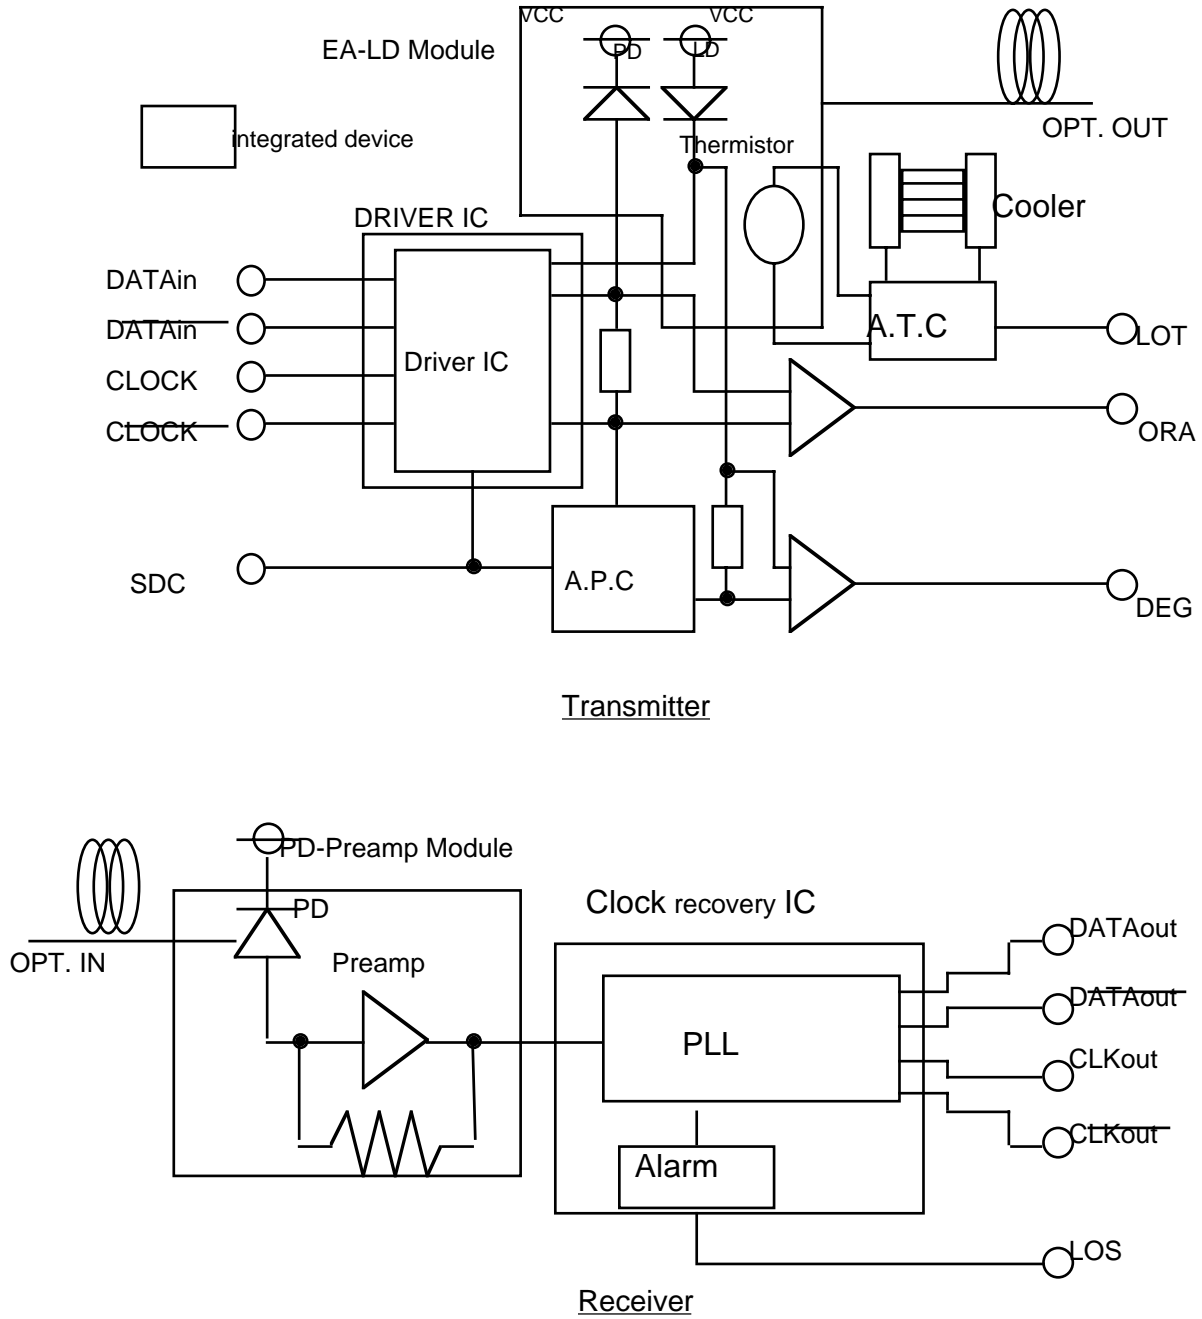 VCC
VCC
EA-LD Module
PD
LD
OPT. OUT
integrated device
Thermistor
Cooler
DRIVER IC
DATAin
DATAin
Driver IC
A.T.C
LOT
CLOCK
CLOCK
ORA
SDC
A.P.C
DEG
Transmitter
PD-Preamp Module
PD
Clock recovery IC
DATAout
OPT. IN
Preamp
DATAout
PLL
CLKout
CLKout
Alarm
LOS
Receiver